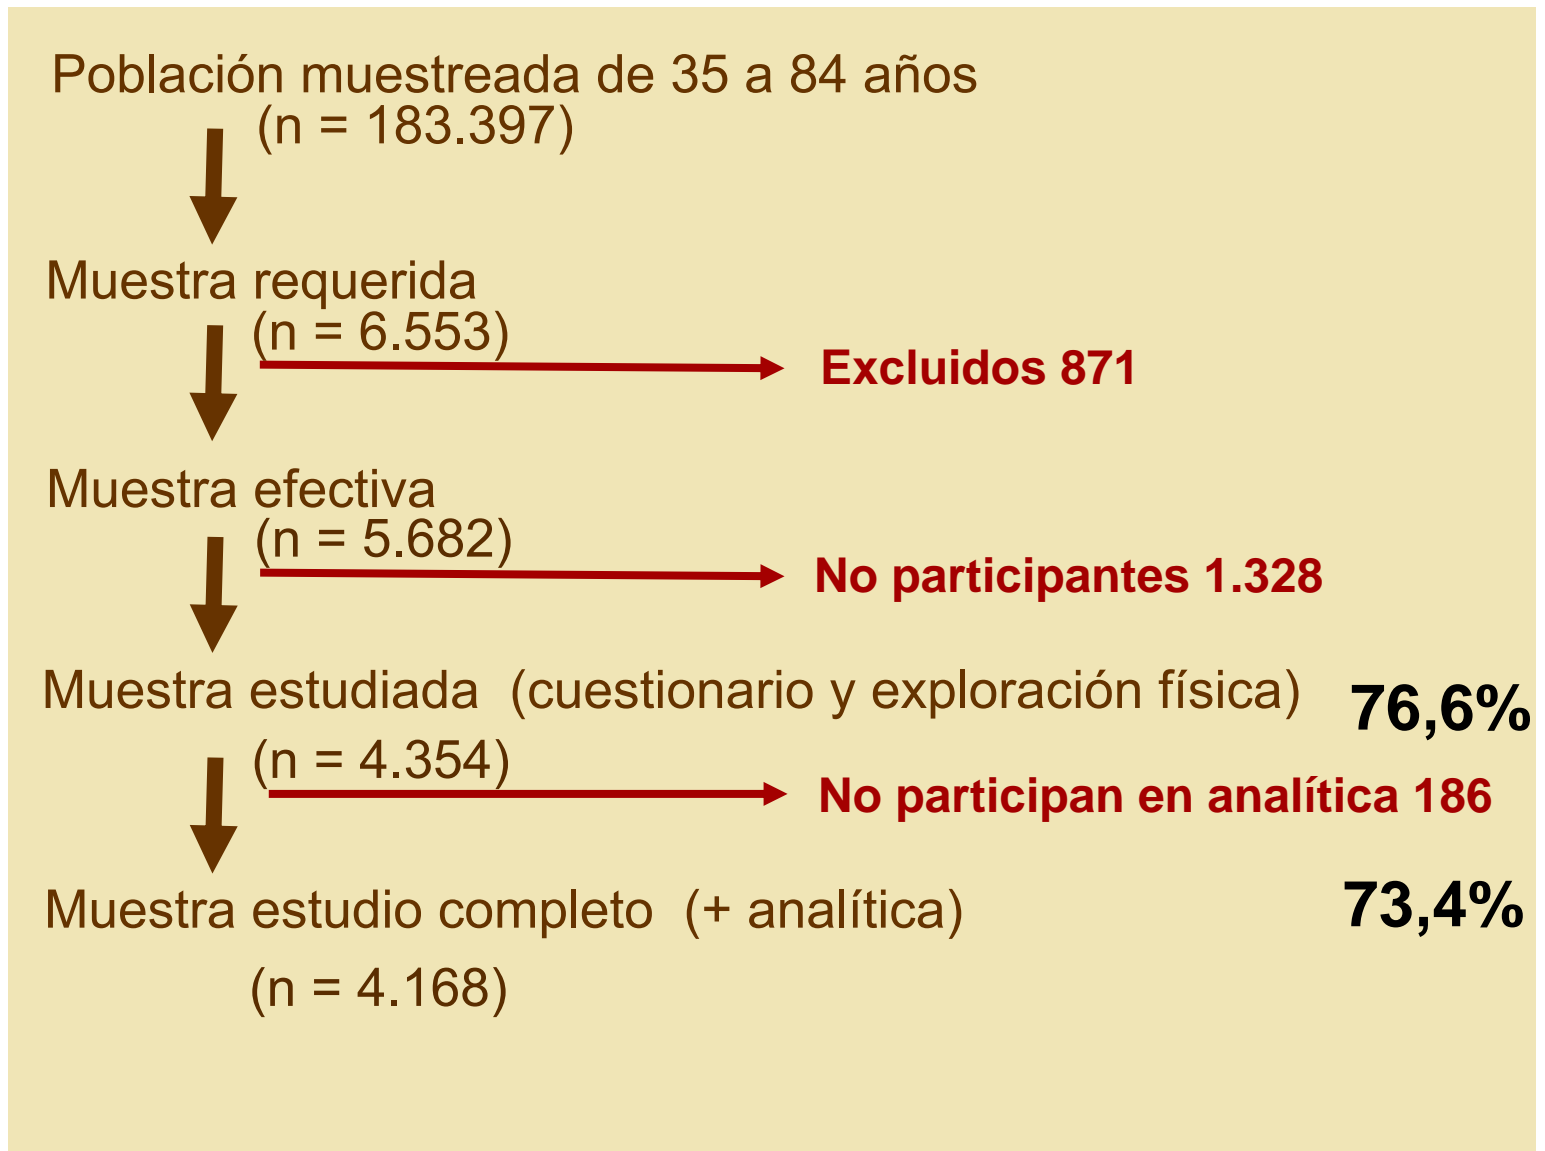 Población muestreada de 35 a 84 años
(n = 183.397)
Muestra requerida
(n = 6.553)
Excluidos 871
Muestra efectiva
(n = 5.682)
No participantes 1.328
Muestra estudiada (cuestionario y exploración física) 76,6%
(n = 4.354)
No participan en analítica 186
Muestra estudio completo (+ analítica) 73,4%
(n = 4.168)